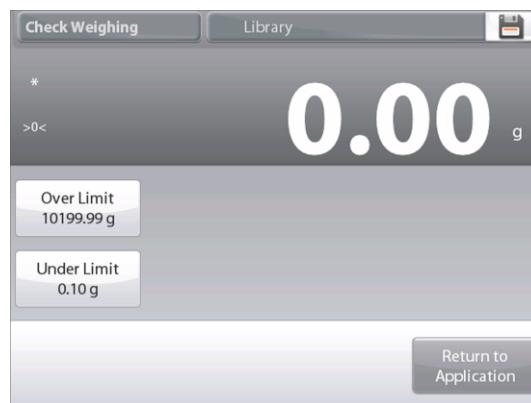 Check Weighing
Library
*
>0<
0.00 g
Over Limit
10199.99 g
Under Limit
0.10 g
Return to
Application